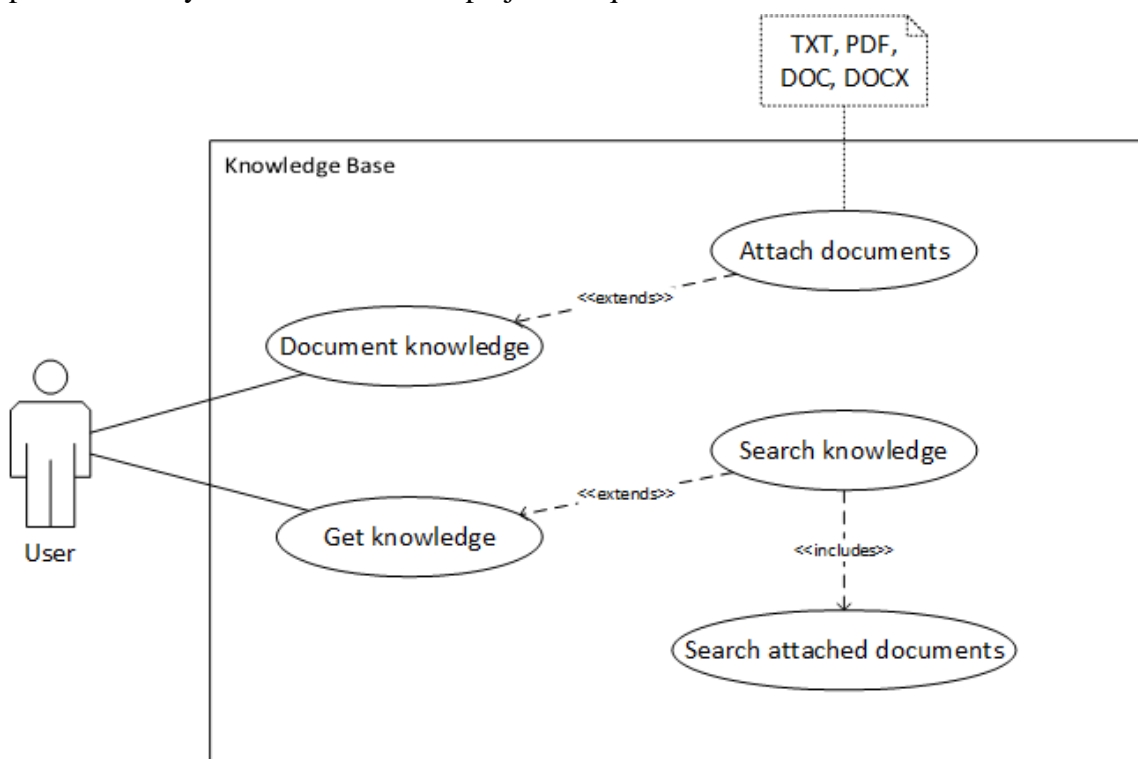 TXT, PDF,
DOC, DOCX
Knowledge Base
Attach documents
<<extends>>
Document knowledge
Search knowledge
<<extends>>
Get knowledge
User
<<includes>>
Search attached documents